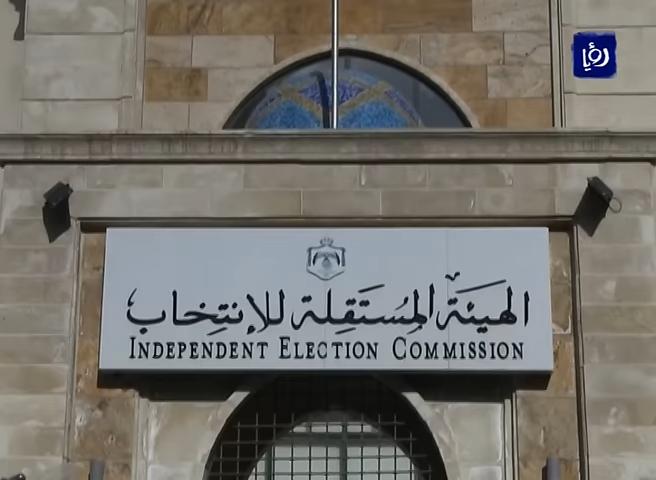 رؤيا
الهيئة المستقلة للإنتخاب
INDEPENDENT ELECTION COMMISSION